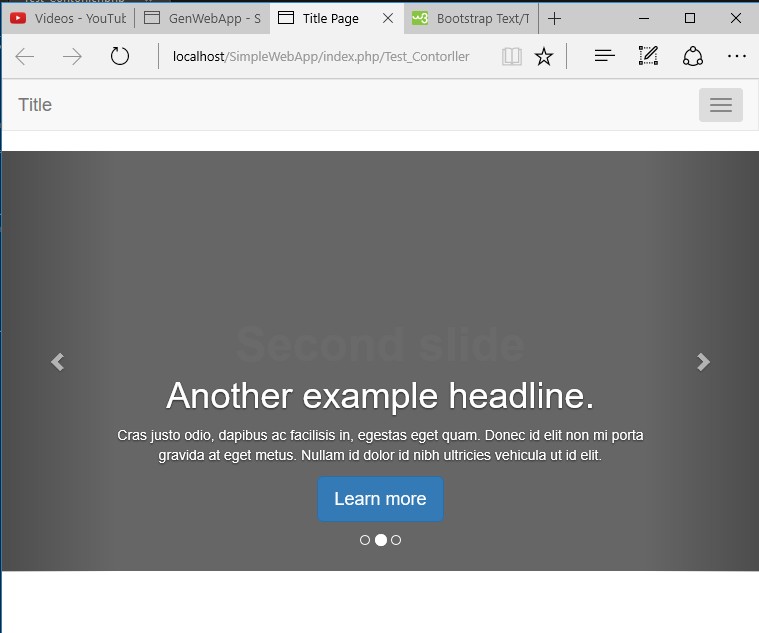 Videos - YouTub
GenWebApp - S
Title Page
Bootstrap Text/T
localhost/SimpleWebApp/index.php/Test_Contorller
Title
Second slide
Another example headline.
Cras justo odio, dapibus ac facilisis in, egestas eget quam. Donec id elit non mi porta
gravida at eget metus. Nullam id dolor id nibh ultricies vehicula ut id elit.
Learn more